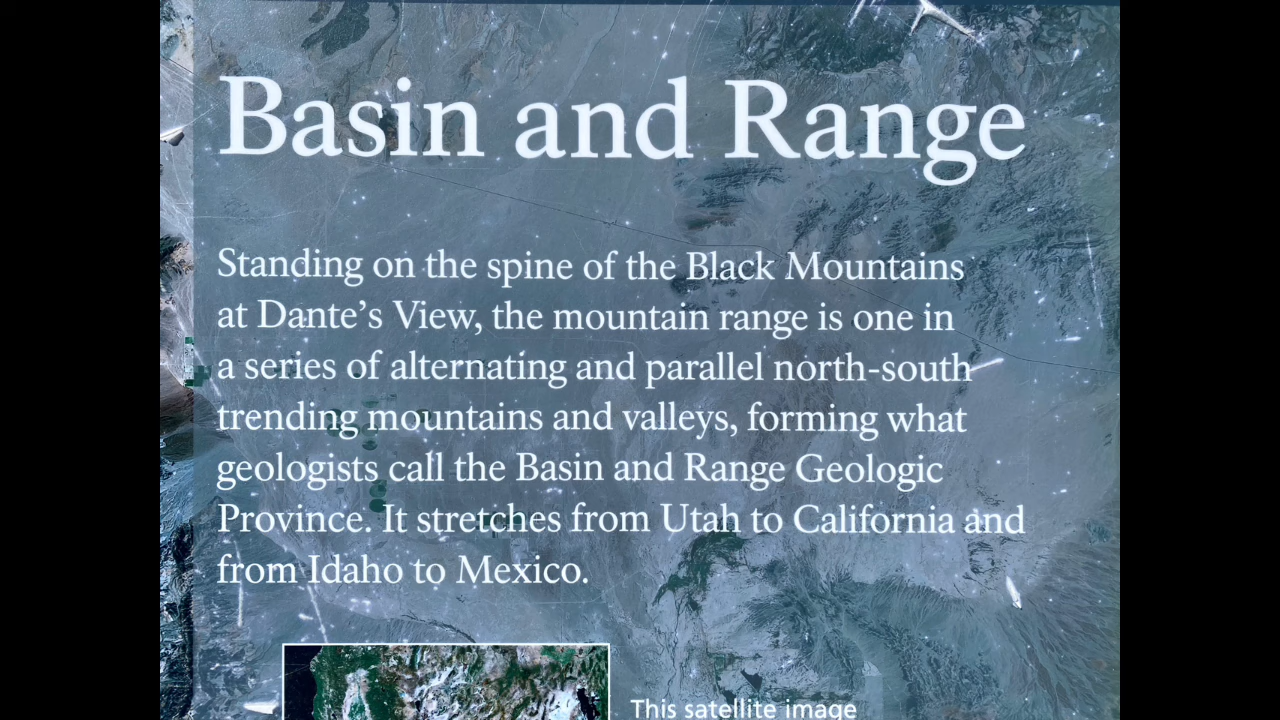 Basin and Range
Standing on the spine of the Black Mountains
at Dante’s View, the mountain range is one in
a series of alternating and parallel north-south
trending mountains and valleys, forming what
geologists call the Basin and Range Geologic
Province. It stretches from Utah to California and
from Idaho to Mexico.
This satellite image